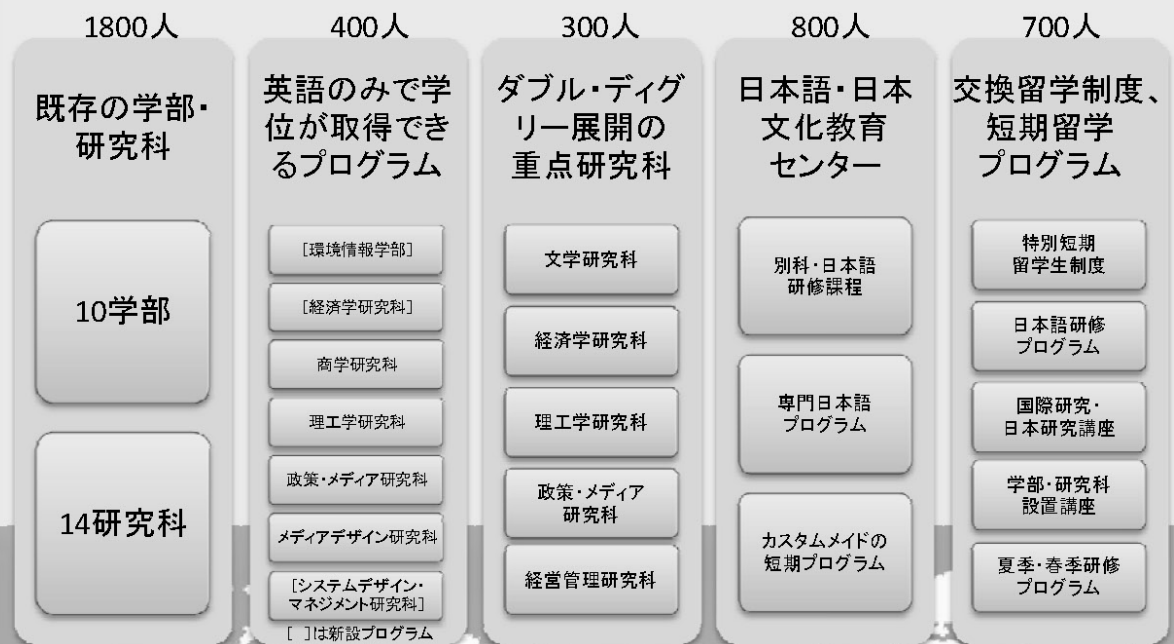 1800人
既存の学部・
研究科
10学部
14研究科
400人
英語のみで学
位が取得でき
るプログラム
[環境情報学部]
[経済学研究科]
商学研究科
理工学研究科
政策・メディア研究科
メディアデザイン研究科
[システムデザイン・
マネジメント研究科]
[ ]は新設プログラム
300人
ダブル・ディグ
リー展開の
重点研究科
文学研究科
経済学研究科
理工学研究科
政策・メディア
研究科
経営管理研究科
800人
日本語・日本
文化教育
センター
別科・日本語
研修課程
専門日本語
プログラム
カスタムメイドの
短期プログラム
700人
交換留学制度、
短期留学
プログラム
特別短期
留学生制度
日本語研修
プログラム
国際研究・
日本研究講座
学部・研究科
設置講座
夏季・春季研修
プログラム